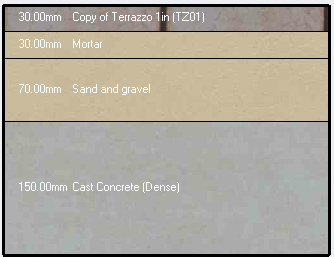 30.00mm Copy of Terrazzo 1in (TZ01)
30.00mm Mortar
70.00mm Sand and gravel
150.00mm Cast Concrete (Dense)